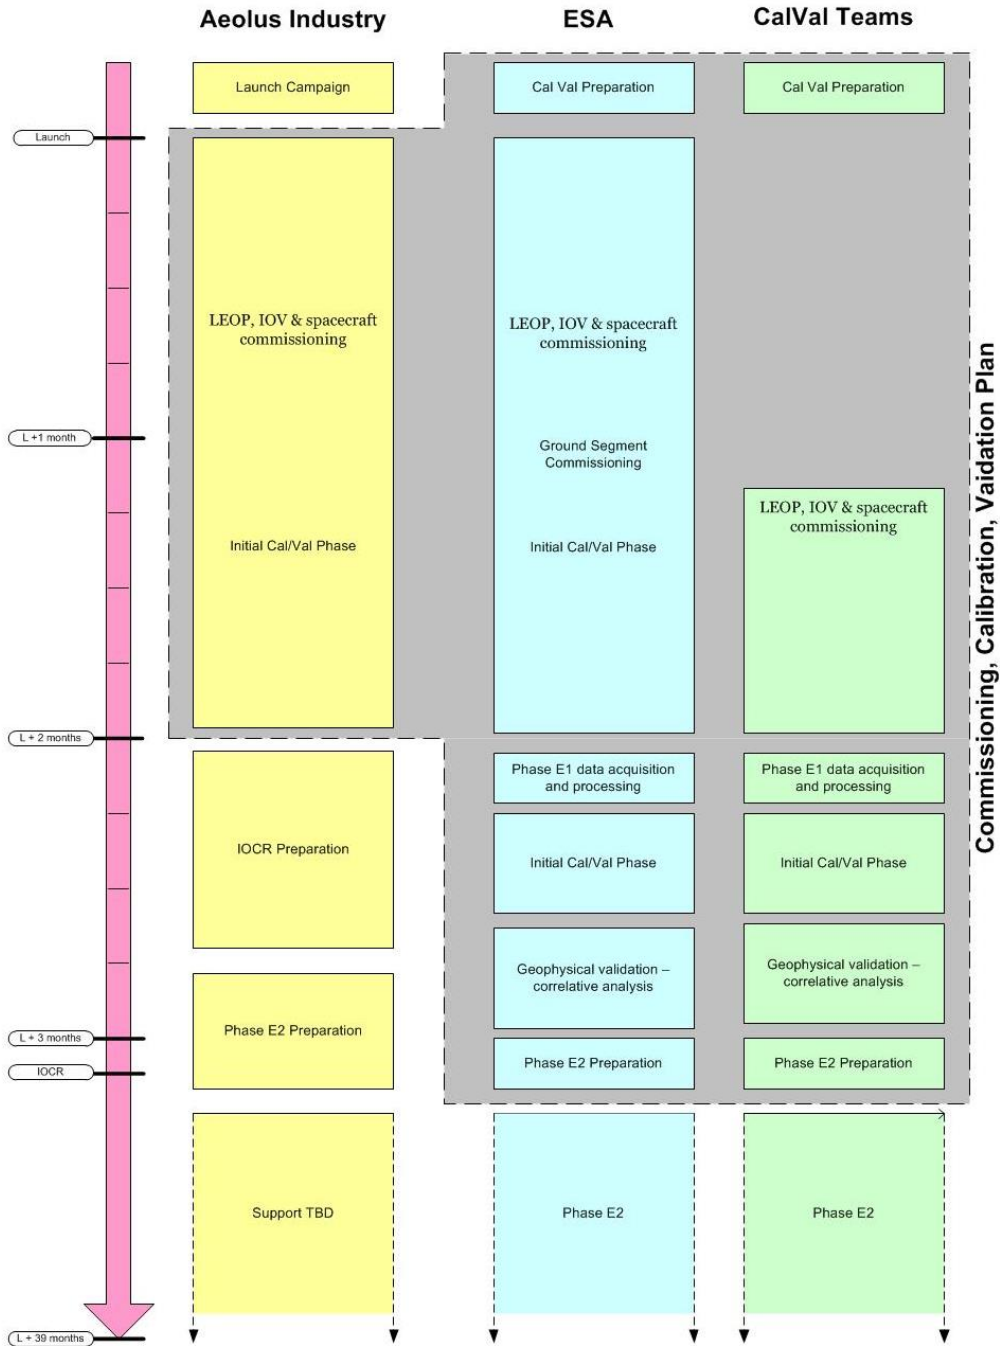 Aeolus Industry
ESA
CalVal Teams
Launch Campaign
Cal Val Preparation
Cal Val Preparation
Launch
LEOP, IOV & spacecraft
commissioning
LEOP, IOV & spacecraft
commissioning
L +1 month
Ground Segment
Commissioning
LEOP, IOV & spacecraft
commissioning
Initial Cal/Val Phase
Initial Cal/Val Phase
Commissioning, Calibration, Vaidation Plan
L + 2 months
Phase E1 data acquisition
and processing
Phase E1 data acquisition
and processing
IOCR Preparation
Initial Cal/Val Phase
Initial Cal/Val Phase
Geophysical validation –
correlative analysis
Geophysical validation –
correlative analysis
Phase E2 Preparation
L + 3 months
Phase E2 Preparation
Phase E2 Preparation
IOCR
Support TBD
Phase E2
Phase E2
L + 39 months